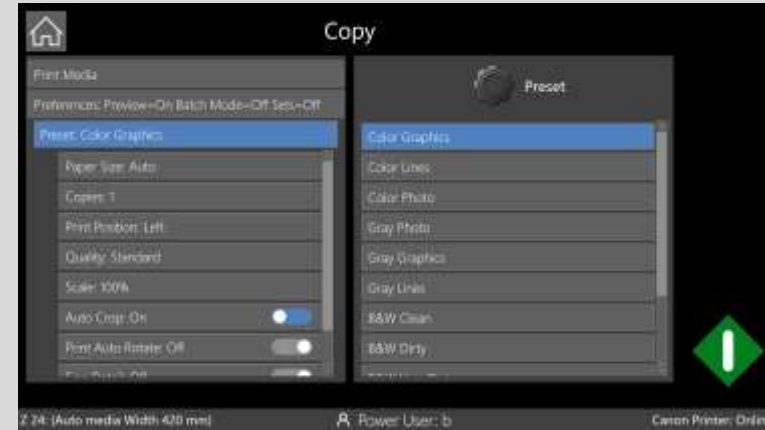 Copy
Print Media
Preferences: Preview=On Batch Mode=Off Sets=Off
Preset: Color Graphics
Paper Size: Auto
Copies: 1
Print Position: Left
Quality: Standard
Scale: 100%
Auto Crop: On
Print Auto Rotate: Off
Preset
Color Graphics
Color Lines
Color Photo
Gray Photo
Gray Graphics
Gray Lines
B&W Clean
B&W Dirty
Z 24: (Auto media Width 420 mm)
Power User: b
Canon Printer: Onlin